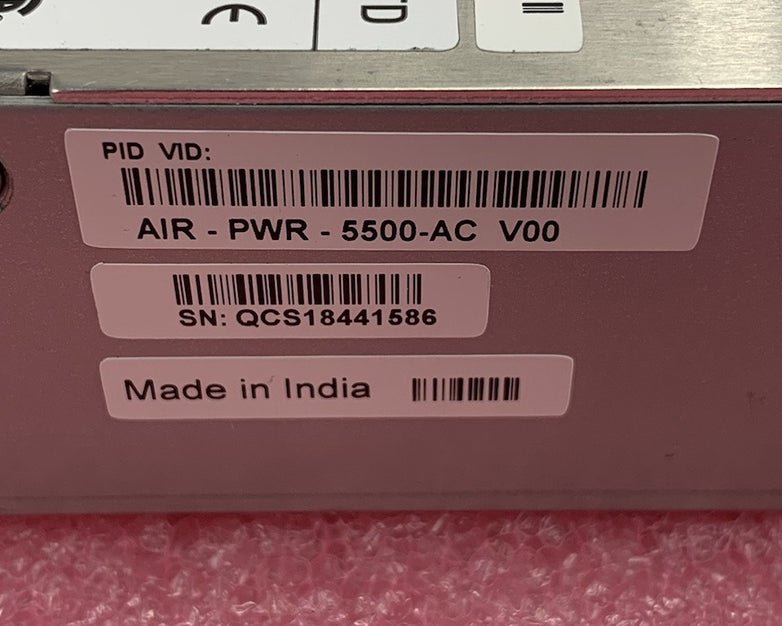 PID VID:
AIR - PWR - 5500-AC V00
SN: QCS18441586
Made in India